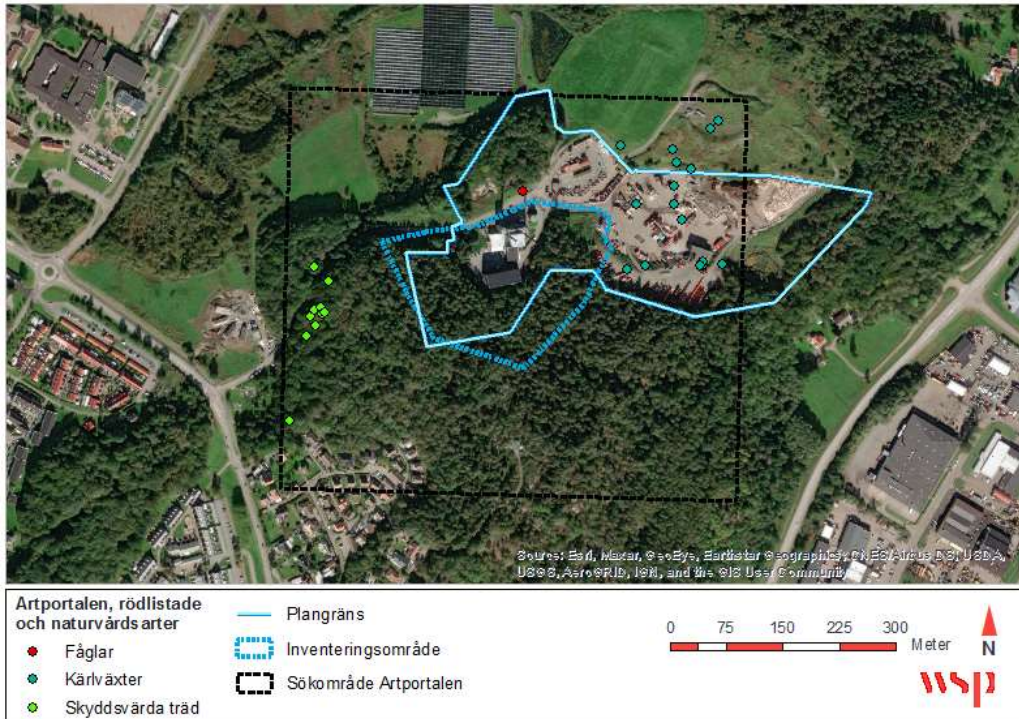 Source: Esri, Maxar, GeoEye, Earthstar Geographics, CNES/Airbus DS, USDA,
USGS, AeroGRID, IGN, and the GIS User Community
Artportalen, rödlistade
och naturvårdsarter
Fåglar
Kärlväxter
Skyddsvärda träd
Plangräns
Inventeringsområde
Sökområde Artportalen
0 75 150 225 300
Meter
N
wsp